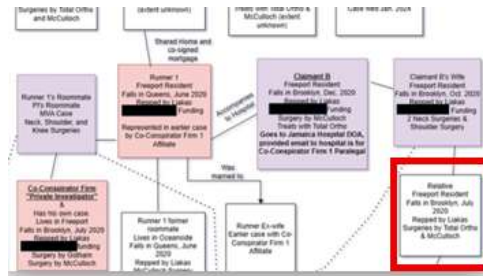 Surgeries by Total Ortho
and McCulloch
(extent unknown)
Treats with Total Ortho &
McCulloch (extent
unknown)
Case filed Jan. 2024
Shared Home and
co-signed
mortgage
Runner Y's Roommate
PI's Roommate
MVA Case
Neck, Shoulder, and
Knee Surgeries
Runner 1
Freeport Resident
Falls in Queens, June 2020
Repped by Liakas
Funding
Represented in earlier case
by Co-Conspirator Firm 1
Affiliate
Accompanies
to Hospital
Claimant B
Freeport Resident
Falls in Brooklyn, Dec. 2020
Repped by Liakas
Funding
Surgery by McCulloch
Treats with Total Ortho
Goes to Jamaica Hospital DOA,
provided email to hospital is for
Co-Conspirator Firm 1 Paralegal
Claimant B's Wife
Freeport Resident
Falls in Brooklyn, Oct. 2020
Repped by Liakas
Funding
2 Neck Surgeries &
Shoulder Surgery
Was
married to
Co-Conspirator Firm
"Private Investigator"
&
Has his own case
Lives in Freeport
Falls in Brooklyn, July 2020
Repped by Liakas
Funding
Surgery by Gotham
Surgery by McCulloch
Runner 1 former
roommate
Lives in Oceanside
Falls in Queens, June
2020
Repped by Liakas
McCulloch Surgery
Runner Ex-wife
Earlier case with Co-
Conspirator Firm 1
Affiliate
Relative
Freeport Resident
Falls in Brooklyn, July
2020
Repped by Liakas
Surgeries by Total Ortho
& McCulloch